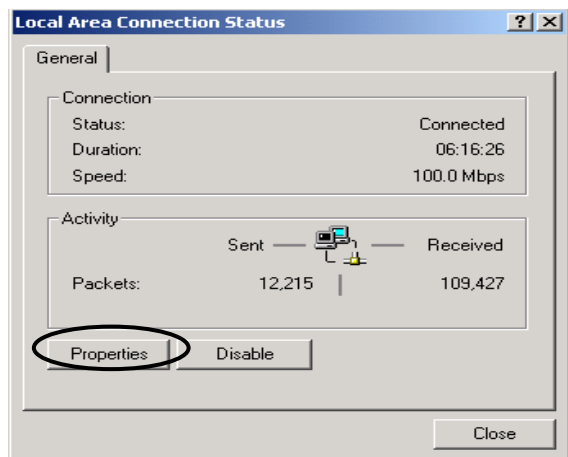 Local Area Connection Status
General
Connection
Status: Connected
Duration: 06:16:26
Speed: 100.0 Mbps
Activity
Sent Received
Packets: 12,215 109,427
Properties Disable
Close